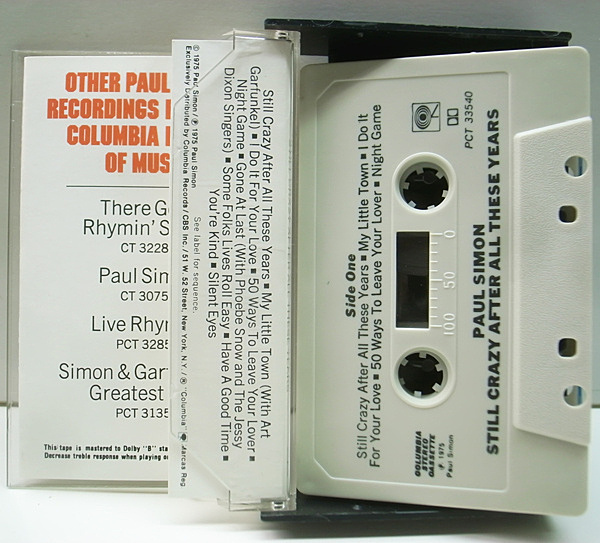 OTHER PAUL
RECORDINGS
COLUMBIA
OF MUS
There Go
Rhymin' S
CT 3228
Paul Sim
CT 3075
Live Rhy
PCT 3285
Simon & Gar
Greatest
PCT 3135
This tape is mastered to Dolby "B" sta
Decrease treble response when playing o
© 1975 Paul Simon ℗ 1975 Paul Simon
Exclusively Distributed by Columbia Records / CBS Inc. / 51 W. 52 Street, New York, N.Y. / ® "Columbia", Marcas Reg
See label for sequence.
Still Crazy After All These Years ■ My Little Town (With Art
Garfunkel) ■ I Do It For Your Love ■ 50 Ways To Leave Your Lover ■
Night Game ■ Gone At Last (With Phoebe Snow and The Jessy
Dixon Singers) ■ Some Folks Lives Roll Easy ■ Have A Good Time ■
You're Kind ■ Silent Eyes
Side One
Still Crazy After All These Years ■ My Little Town ■ I Do It
For Your Love ■ 50 Ways To Leave Your Lover ■ Night Game
100 50 0
COLUMBIA
STEREO
CASSETTE
℗ 1975
Paul Simon
PCT 33540
PAUL SIMON
STILL CRAZY AFTER ALL THESE YEARS